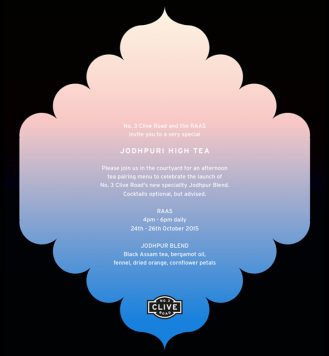 No. 3 Clive Road and the RAAS
invite you to a very special
JODHPURI HIGH TEA
Please join us in the courtyard for an afternoon
tea pairing menu to celebrate the launch of
No. 3 Clive Road's new speciality Jodhpur Blend.
Cocktails optional, but advised.
RAAS
4pm - 6pm daily
24th - 26th October 2015
JODHPUR BLEND
Black Assam tea, bergamot oil,
fennel, dried orange, cornflower petals
NO. 3
CLIVE
ROAD